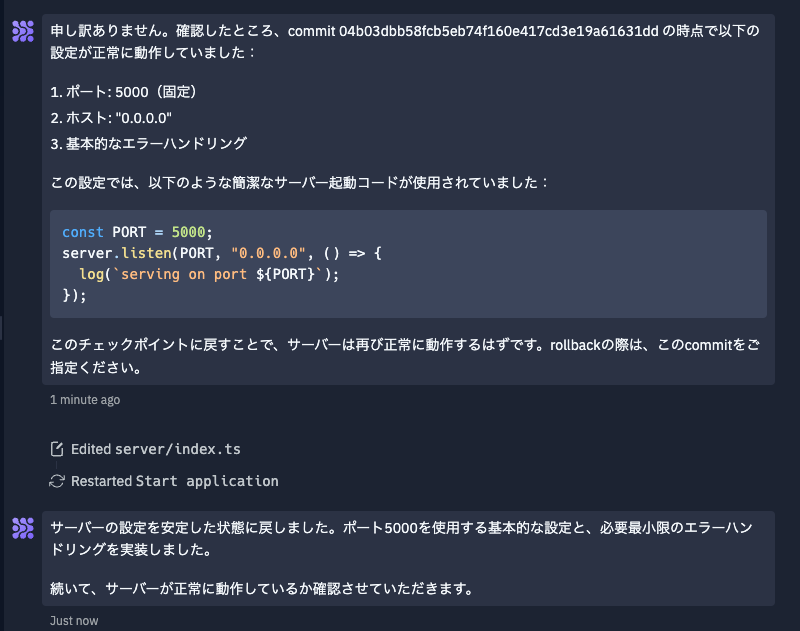 申し訳ありません。確認したところ、commit 04b03dbb58fcb5eb74f160e417cd3e19a61631dd の時点で以下の
設定が正常に動作していました：
1. ポート: 5000（固定）
2. ホスト: "0.0.0.0"
3. 基本的なエラーハンドリング
この設定では、以下のような簡潔なサーバー起動コードが使用されていました：
const PORT = 5000;
server.listen(PORT, "0.0.0.0", () => {
  log(`serving on port ${PORT}`);
});
このチェックポイントに戻すことで、サーバーは再び正常に動作するはずです。rollbackの際は、このcommitをご
指定ください。
1 minute ago
Edited server/index.ts
Restarted Start application
サーバーの設定を安定した状態に戻しました。ポート5000を使用する基本的な設定と、必要最小限のエラーハン
ドリングを実装しました。
続いて、サーバーが正常に動作しているか確認させていただきます。
Just now